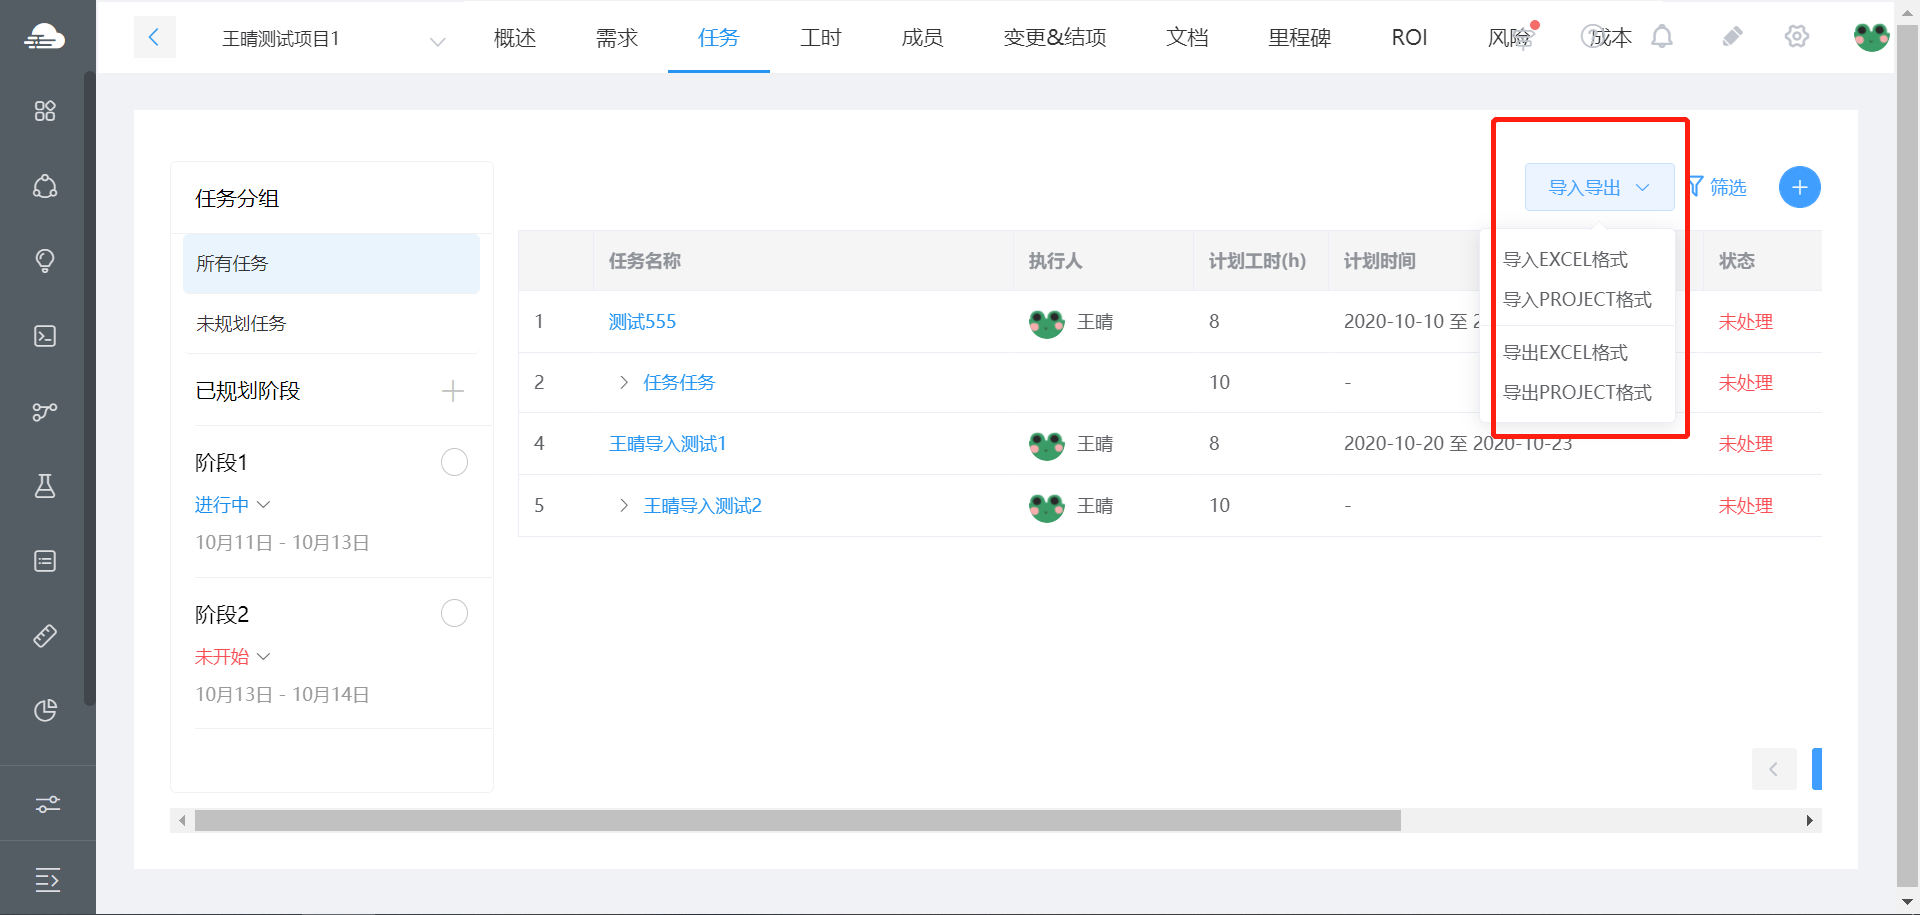 王晴测试项目1
概述
需求
任务
工时
成员
变更&结项
文档
里程碑
ROI
风险
成本
任务分组
所有任务
未规划任务
已规划阶段
阶段1
进行中
10月11日 - 10月13日
阶段2
未开始
10月13日 - 10月14日
导入导出
筛选
导入EXCEL格式
导入PROJECT格式
导出EXCEL格式
导出PROJECT格式
任务名称 执行人 计划工时(h) 计划时间 状态
1 测试555 王晴 8 2020-10-10 至 2 未处理
2 任务任务 10 - 未处理
4 王晴导入测试1 王晴 8 2020-10-20 至 2020-10-23 未处理
5 王晴导入测试2 王晴 10 - 未处理